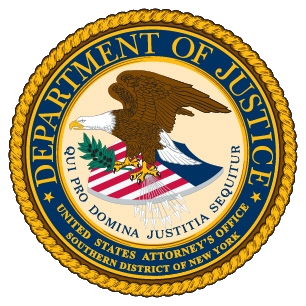 DEPARTMENT OF JUSTICE
QUI PRO DOMINA JUSTITIA SEQUITUR
UNITED STATES ATTORNEY'S OFFICE
SOUTHERN DISTRICT OF NEW YORK